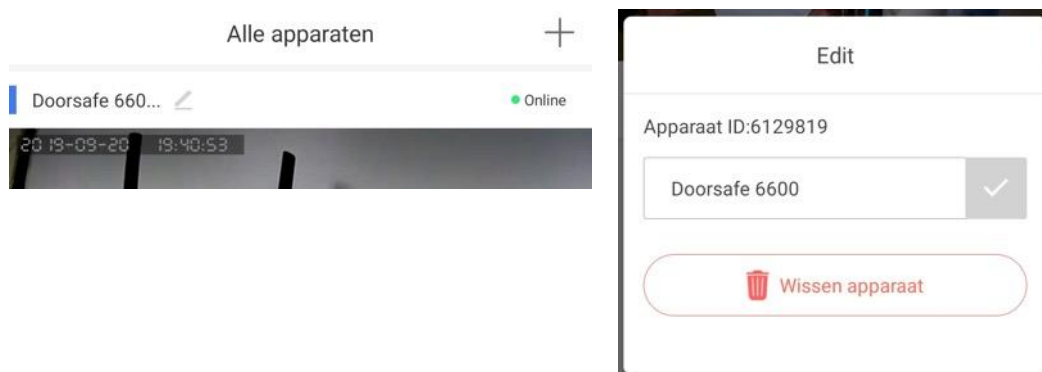 Alle apparaten
Doorsafe 660...
Online
2019-09-20 19:40:53
Edit
Apparaat ID:6129819
Doorsafe 6600
Wissen apparaat